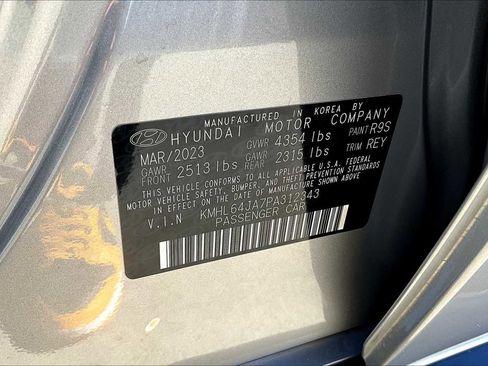 MANUFACTURED IN KOREA BY
HYUNDAI MOTOR COMPANY
MAR/2023 GVWR 4354 lbs PAINT R9S
GAWR FRONT 2513 lbs GAWR REAR 2315 lbs TRIM REY
THIS VEHICLE CONFORMS TO ALL APPLICABLE U.S.A. FEDERAL
MOTOR VEHICLE SAFETY, BUMPER, AND THEFT PREVENTION STANDARDS
IN EFFECT ON THE DATE OF MANUFACTURE SHOWN ABOVE.
V.I.N KMHL64JA7PA312343
PASSENGER CAR